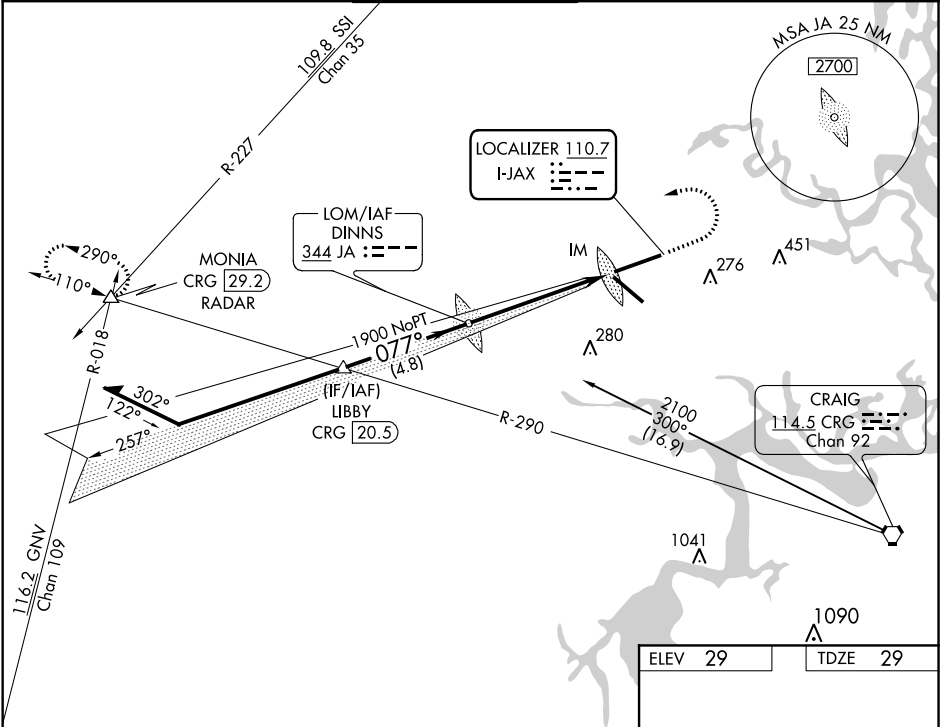 109.8 SSI
Chan 35
R-227
MSA JA 25 NM
2700
LOCALIZER 110.7
I-JAX
LOM/IAF
DINNS
344 JA
IM
451
276
290°
110°
MONIA
CRG 29.2
RADAR
280
1900 NoPT
077°
(4.8)
R-018
302°
122°
257°
(IF/IAF)
LIBBY
CRG 20.5
R-290
2100
300°
(16.9)
CRAIG
114.5 CRG
Chan 92
116.2 GNV
Chan 109
1041
1090
ELEV 29
TDZE 29